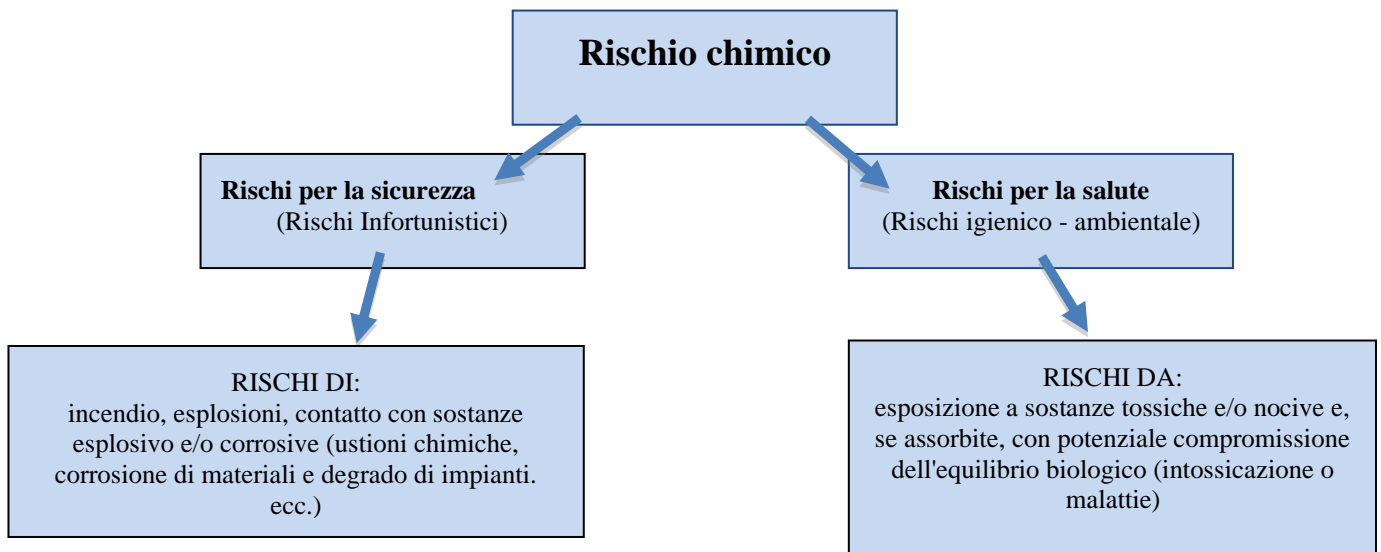 Rischio chimico
Rischi per la sicurezza
(Rischi Infortunistici)
Rischi per la salute
(Rischi igienico - ambientale)
RISCHI DI:
incendio, esplosioni, contatto con sostanze
esplosivo e/o corrosive (ustioni chimiche,
corrosione di materiali e degrado di impianti.
ecc.)
RISCHI DA:
esposizione a sostanze tossiche e/o nocive e,
se assorbite, con potenziale compromissione
dell'equilibrio biologico (intossicazione o
malattie)